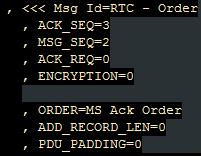 , <<< Msg Id=RTC - Order
, ACK_SEQ=3
, MSG_SEQ=2
, ACK_REQ=0
, ENCRYPTION=0
, ORDER=MS Ack Order
, ADD_RECORD_LEN=0
, PDU_PADDING=0